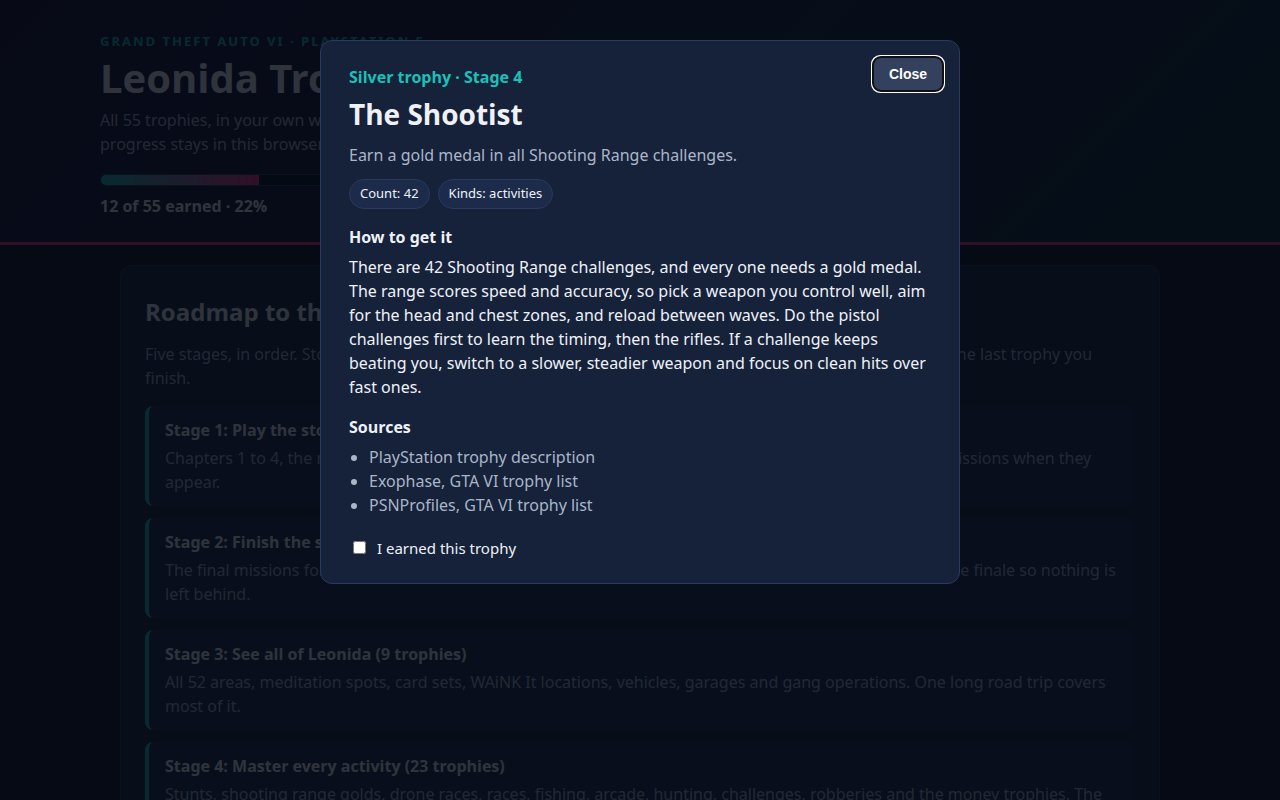 GRAND THEFT AUTO VI · PLAYSTATION 5
Leonida Tro
All 55 trophies, in your own w
progress stays in this browser
12 of 55 earned · 22%
Silver trophy · Stage 4
Close
The Shootist
Earn a gold medal in all Shooting Range challenges.
Count: 42
Kinds: activities
How to get it
There are 42 Shooting Range challenges, and every one needs a gold medal.
The range scores speed and accuracy, so pick a weapon you control well, aim
for the head and chest zones, and reload between waves. Do the pistol
challenges first to learn the timing, then the rifles. If a challenge keeps
beating you, switch to a slower, steadier weapon and focus on clean hits over
fast ones.
Sources
PlayStation trophy description
Exophase, GTA VI trophy list
PSNProfiles, GTA VI trophy list
I earned this trophy
Roadmap to th
Five stages, in order. Sto
he last trophy you
finish.
Stage 1: Play the sto
Chapters 1 to 4, the
issions when they
appear.
Stage 2: Finish the s
The final missions fo
e finale so nothing is
left behind.
Stage 3: See all of Leonida (9 trophies)
All 52 areas, meditation spots, card sets, WAiNK It locations, vehicles, garages and gang operations. One long road trip covers
most of it.
Stage 4: Master every activity (23 trophies)
Stunts, shooting range golds, drone races, races, fishing, arcade, hunting, challenges, robberies and the money trophies. The